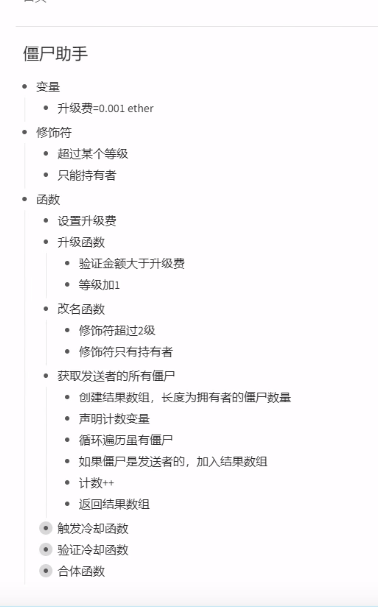 僵尸助手
变量
升级费=0.001 ether
修饰符
超过某个等级
只能持有者
函数
设置升级费
升级函数
验证金额大于升级费
等级加1
改名函数
修饰符超过2级
修饰符只有持有者
获取发送者的所有僵尸
创建结果数组，长度为拥有者的僵尸数量
声明计数变量
循环遍历虽有僵尸
如果僵尸是发送者的，加入结果数组
计数++
返回结果数组
触发冷却函数
验证冷却函数
合体函数